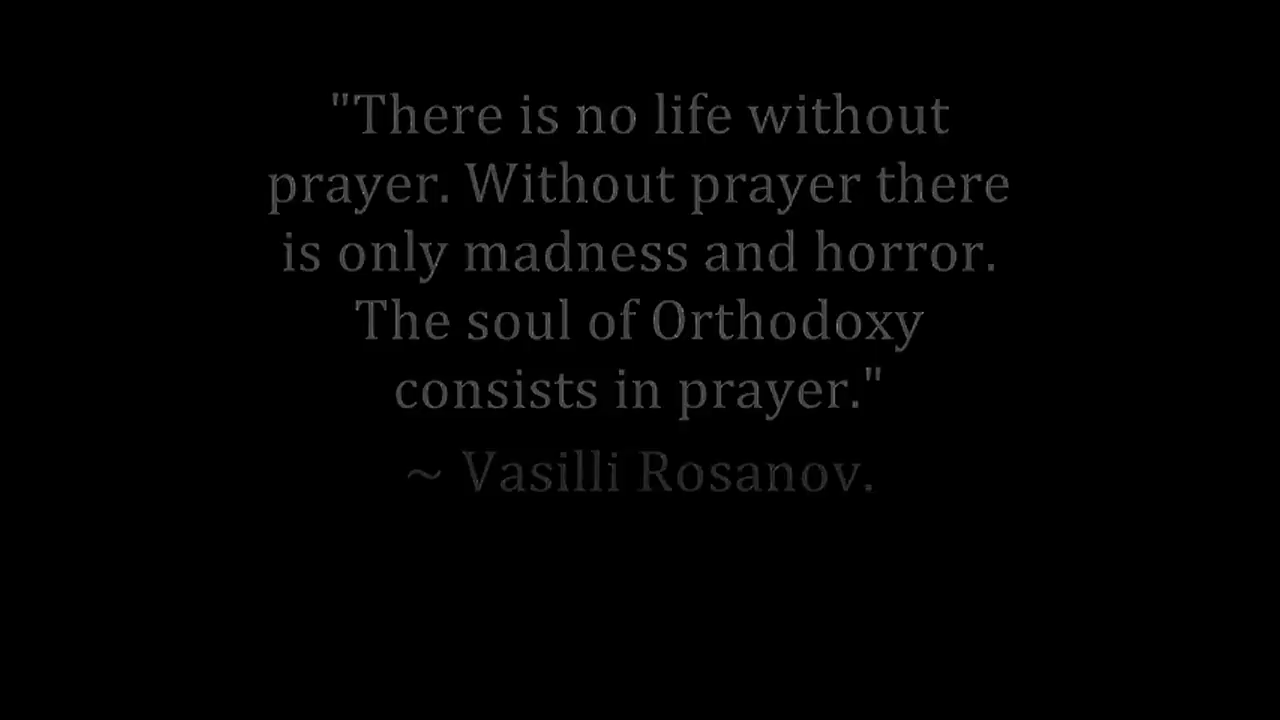 "There is no life without
prayer. Without prayer there
is only madness and horror.
The soul of Orthodoxy
consists in prayer."
~ Vasilli Rosanov.